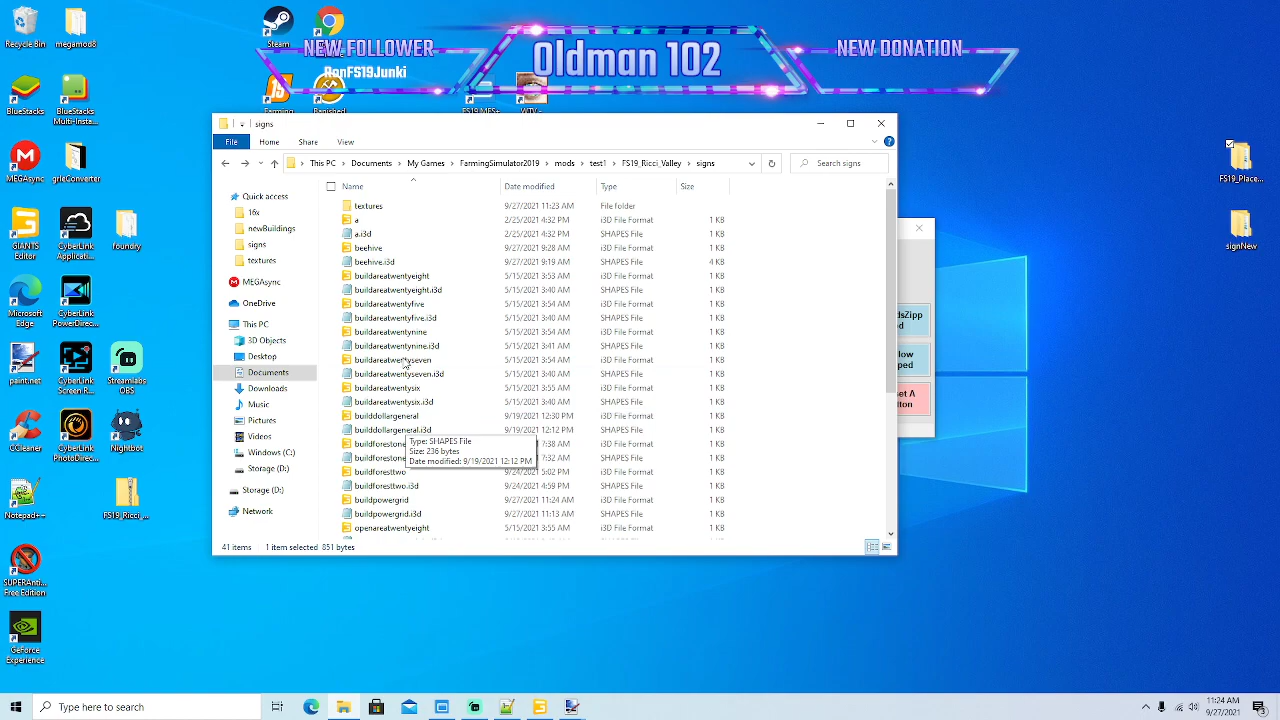 NEW FOLLOWER
RonFS19Junki
Oldman 102
NEW DONATION
Recycle Bin
megamod8
Steam
BlueStacks
BlueStacks
Multi-Insta...
Farming
Banished
FS19 MES+
MEGAsync
grleConverter
GIANTS
Editor
CyberLink
Applicati...
foundry
Microsoft
Edge
CyberLink
PowerDirec...
paint.net
CyberLink
Screen R...
Streamlabs
OBS
CCleaner
CyberLink
PhotoDirec...
NightBot
Notepad++
FS19_Ricci_...
SUPERAnti...
Free Edition
GeForce
Experience
FS19_Place...
signNew
signs
File
Home
Share
View
This PC > Documents > My Games > FarmingSimulator2019 > mods > test1 > FS19_Ricci_Valley > signs
Search signs
Quick access
16x
newBuildings
signs
textures
MEGAsync
OneDrive
This PC
3D Objects
Desktop
Documents
Downloads
Music
Pictures
Videos
Windows (C:)
Storage (D:)
Storage (D:)
Network
Name Date modified Type Size
textures 9/27/2021 11:23 AM File folder
a 2/25/2021 4:32 PM i3D File Format 1 KB
a.i3d 2/25/2021 4:32 PM SHAPES File 1 KB
beehive 9/27/2021 9:28 AM i3D File Format 1 KB
beehive.i3d 9/27/2021 9:19 AM SHAPES File 4 KB
buildareatwentyeight 5/15/2021 3:53 AM i3D File Format 1 KB
buildareatwentyeight.i3d 5/15/2021 3:40 AM SHAPES File 1 KB
buildareatwentyfive 5/15/2021 3:54 AM i3D File Format 1 KB
buildareatwentyfive.i3d 5/15/2021 3:40 AM SHAPES File 1 KB
buildareatwentynine 5/15/2021 3:54 AM i3D File Format 1 KB
buildareatwentynine.i3d 5/15/2021 3:41 AM SHAPES File 1 KB
buildareatwentyseven 5/15/2021 3:54 AM i3D File Format 1 KB
buildareatwentyseven.i3d 5/15/2021 3:40 AM SHAPES File 1 KB
buildareatwentysix 5/15/2021 3:55 AM i3D File Format 1 KB
buildareatwentysix.i3d 5/15/2021 3:40 AM SHAPES File 1 KB
builddollargeneral 9/19/2021 12:30 PM i3D File Format 1 KB
builddollargeneral.i3d 9/19/2021 12:12 PM SHAPES File 1 KB
buildforestone 7:38 AM i3D File Format 1 KB
buildforestone 7:32 AM SHAPES File 1 KB
buildforesttwo 9/24/2021 5:02 PM i3D File Format 1 KB
buildforesttwo.i3d 9/24/2021 4:59 PM SHAPES File 1 KB
buildpowergrid 9/27/2021 11:24 AM i3D File Format 1 KB
buildpowergrid.i3d 9/27/2021 11:13 AM SHAPES File 1 KB
openareatwentyeight 5/15/2021 3:55 AM i3D File Format 1 KB
Type: SHAPES File
Size: 236 bytes
Date modified: 9/19/2021 12:12 PM
41 items
1 item selected 851 bytes
dsZipp
ed
low
ped
set A
tton
Type here to search
11:24 AM
9/27/2021
3